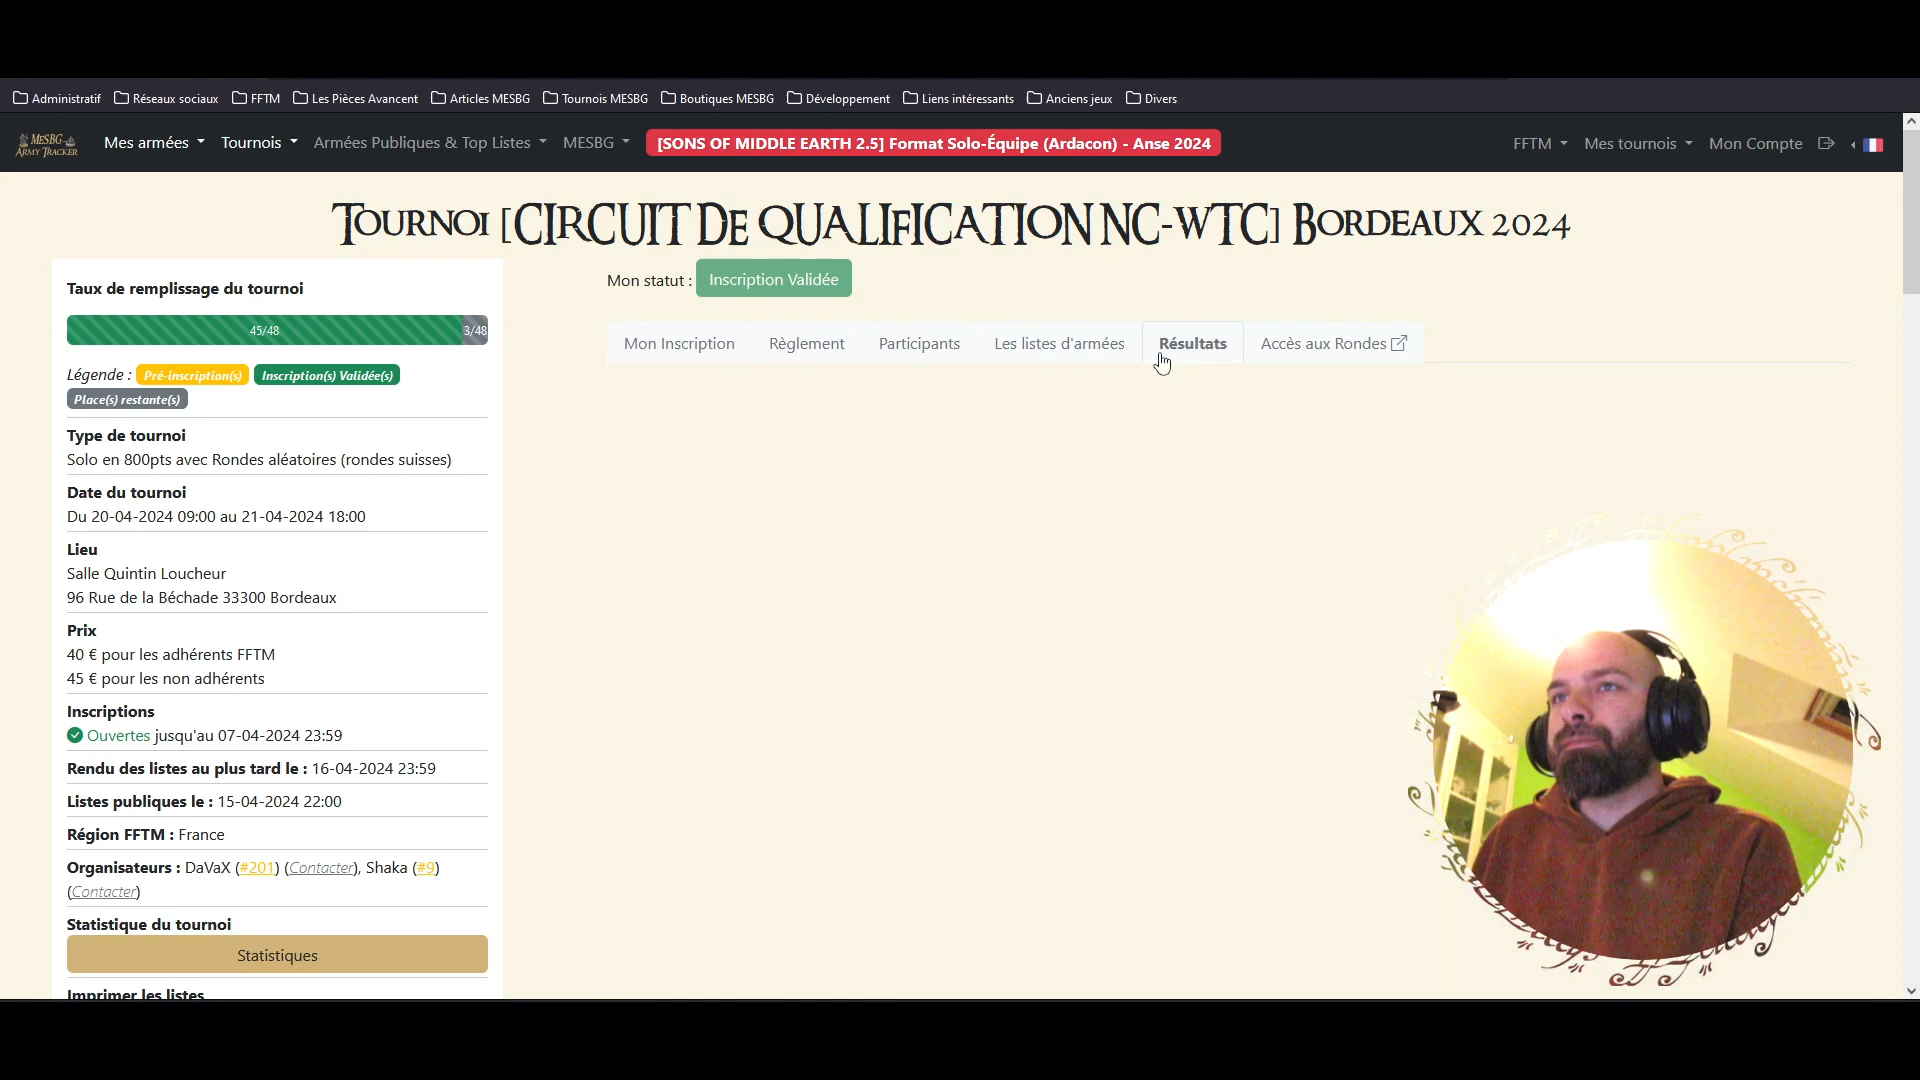 Administratif Réseaux sociaux FFTM Les Pièces Avancent Articles MESBG Tournois MESBG Boutiques MESBG Développement Liens intéressants Anciens jeux Divers
MESBG ARMY TRACKER Mes armées Tournois Armées Publiques & Top Listes MESBG [SONS OF MIDDLE EARTH 2.5] Format Solo-Équipe (Ardacon) - Anse 2024 FFTM Mes tournois Mon Compte
Tournoi [CIRCUIT De QUALIfICATION NC-WTC] Bordeaux 2024
Taux de remplissage du tournoi
45/48 3/48
Légende : Pré-inscription(s) Inscription(s) Validée(s)
Place(s) restante(s)
Type de tournoi
Solo en 800pts avec Rondes aléatoires (rondes suisses)
Date du tournoi
Du 20-04-2024 09:00 au 21-04-2024 18:00
Lieu
Salle Quintin Loucheur
96 Rue de la Béchade 33300 Bordeaux
Prix
40 € pour les adhérents FFTM
45 € pour les non adhérents
Inscriptions
Ouvertes jusqu'au 07-04-2024 23:59
Rendu des listes au plus tard le : 16-04-2024 23:59
Listes publiques le : 15-04-2024 22:00
Région FFTM : France
Organisateurs : DaVaX (#201) (Contacter), Shaka (#9)
(Contacter)
Statistique du tournoi
Statistiques
Imprimer les listes
Mon statut : Inscription Validée
Mon Inscription Règlement Participants Les listes d'armées Résultats Accès aux Rondes